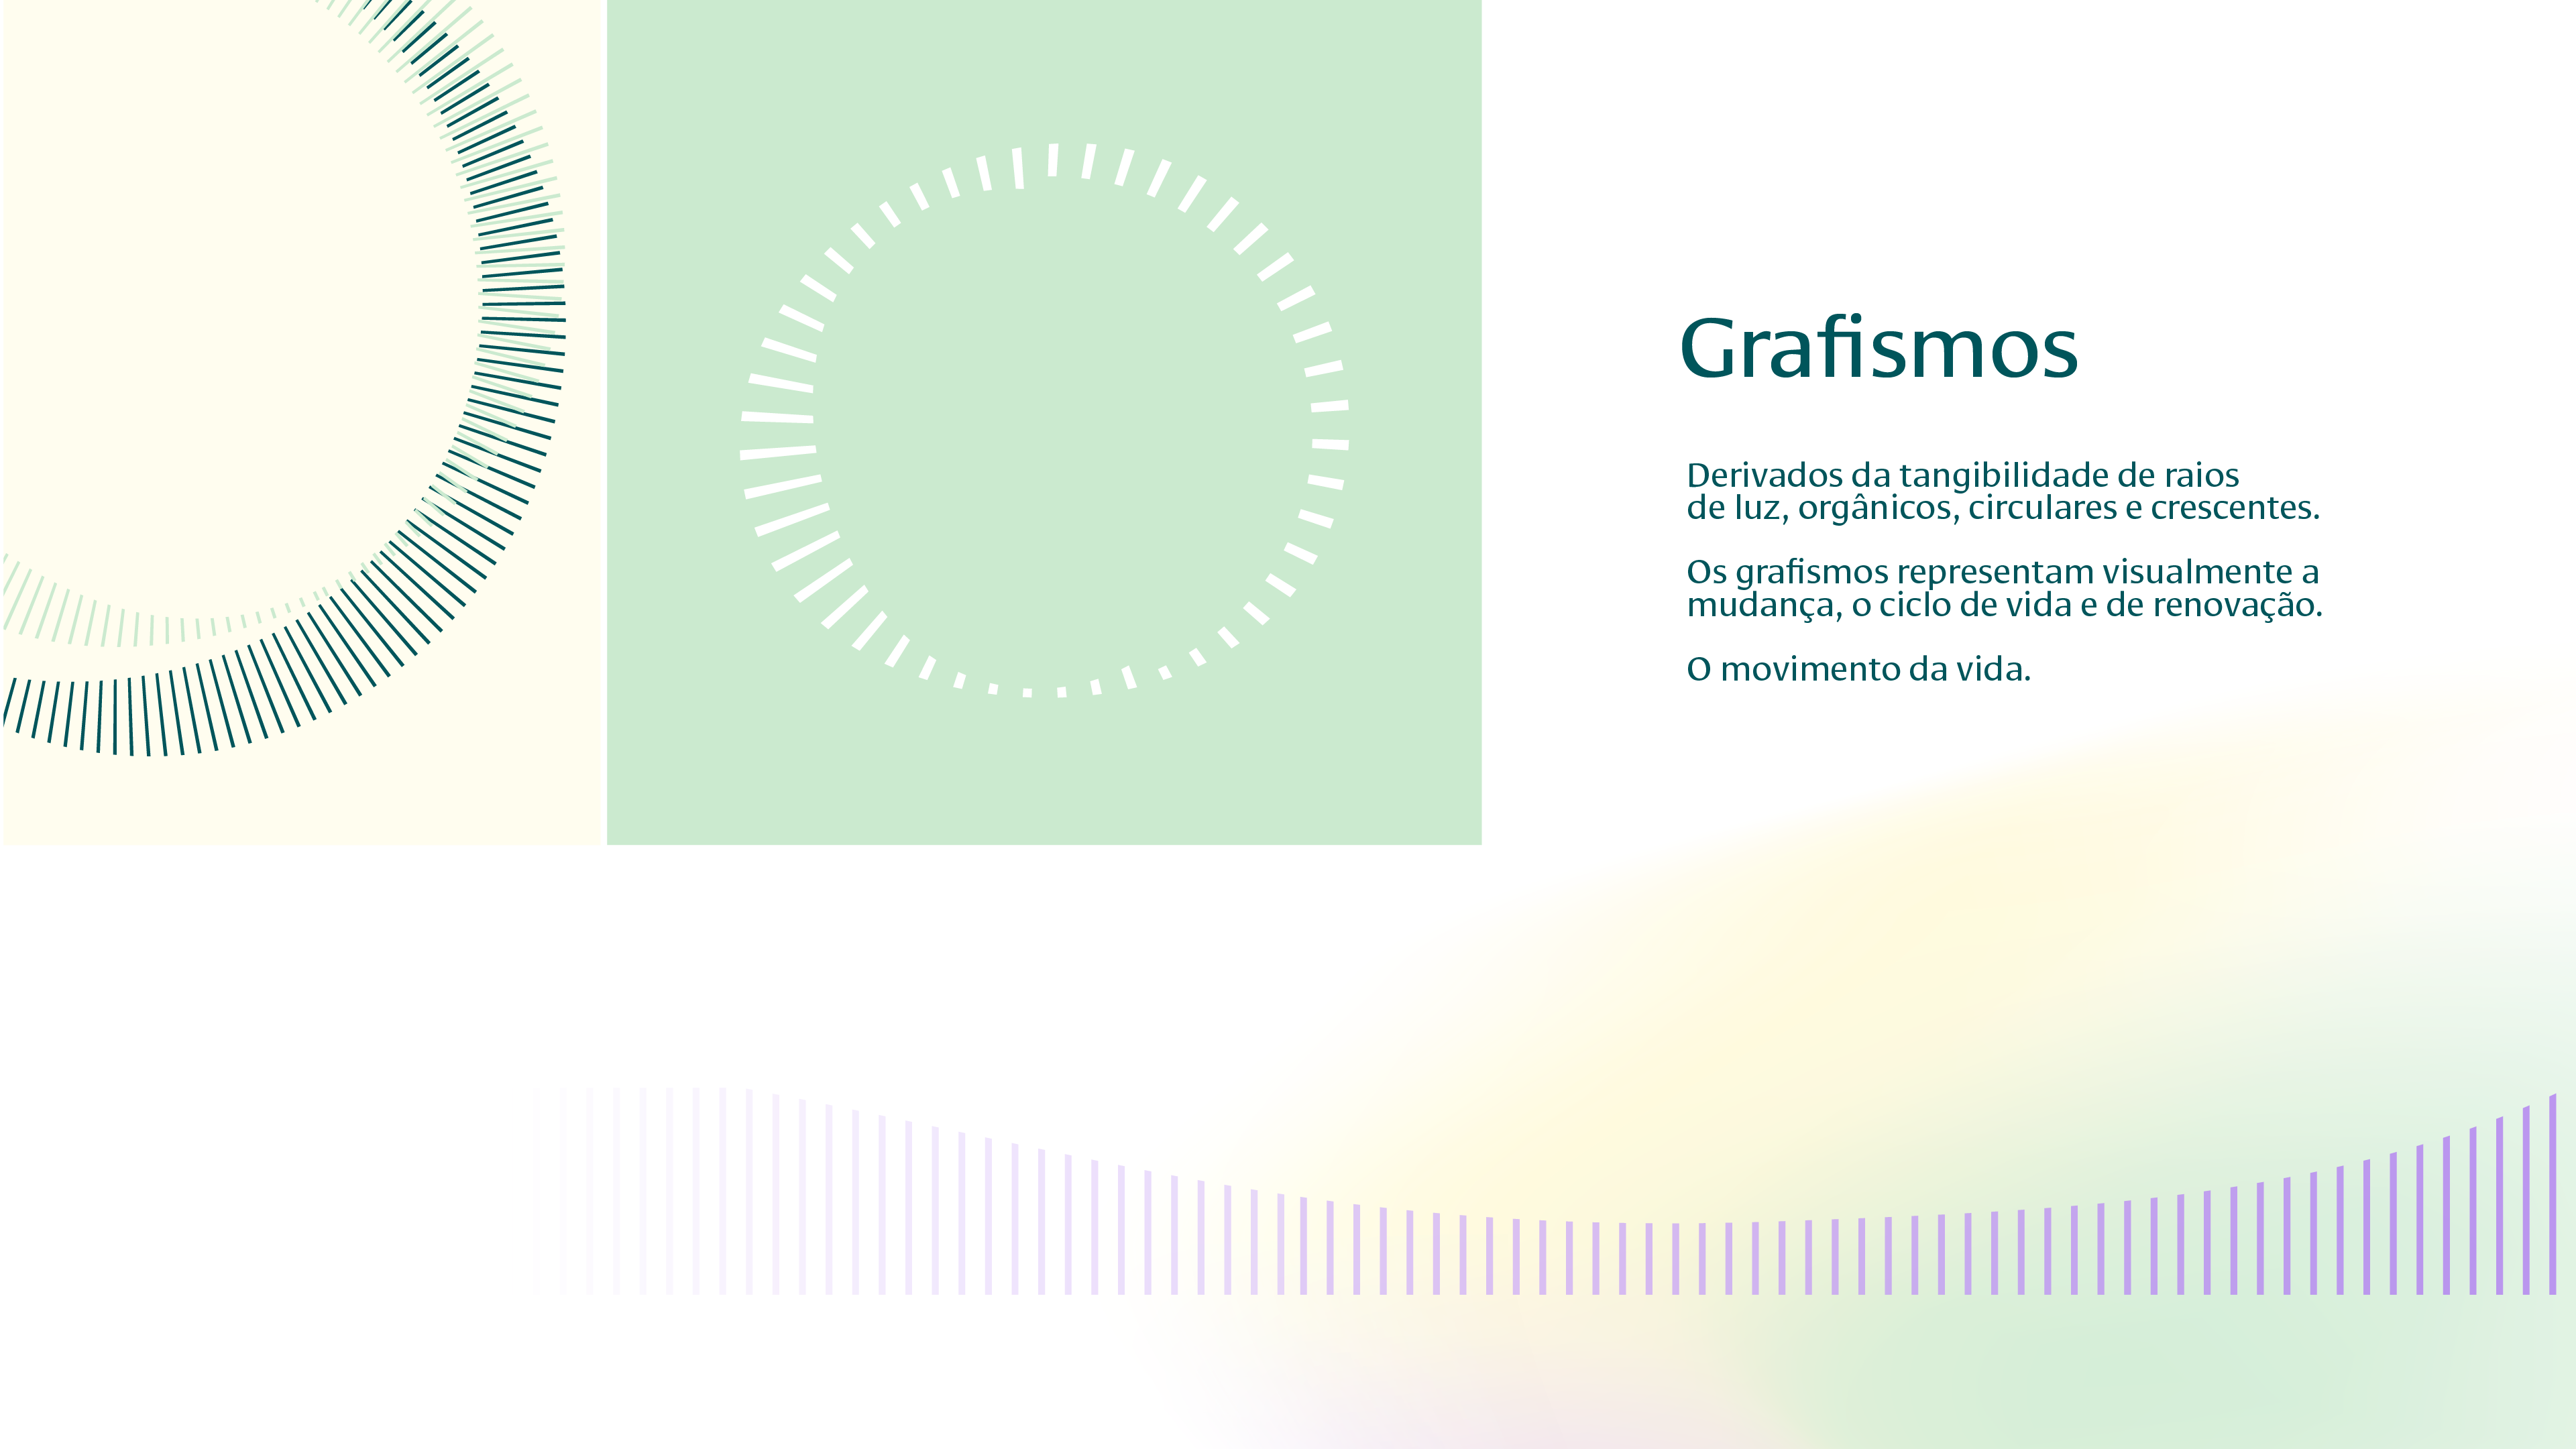 Grafismos
Derivados da tangibilidade de raios
de luz, orgânicos, circulares e crescentes.
Os grafismos representam visualmente a
mudança, o ciclo de vida e de renovação.
O movimento da vida.